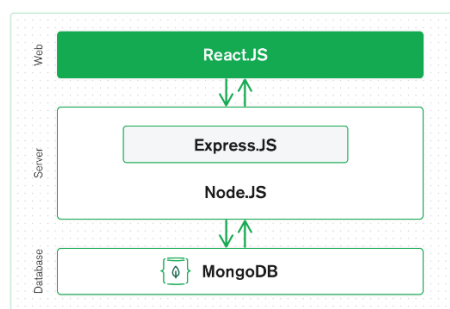 Web
React.JS
Server
Express.JS
Node.JS
Database
MongoDB